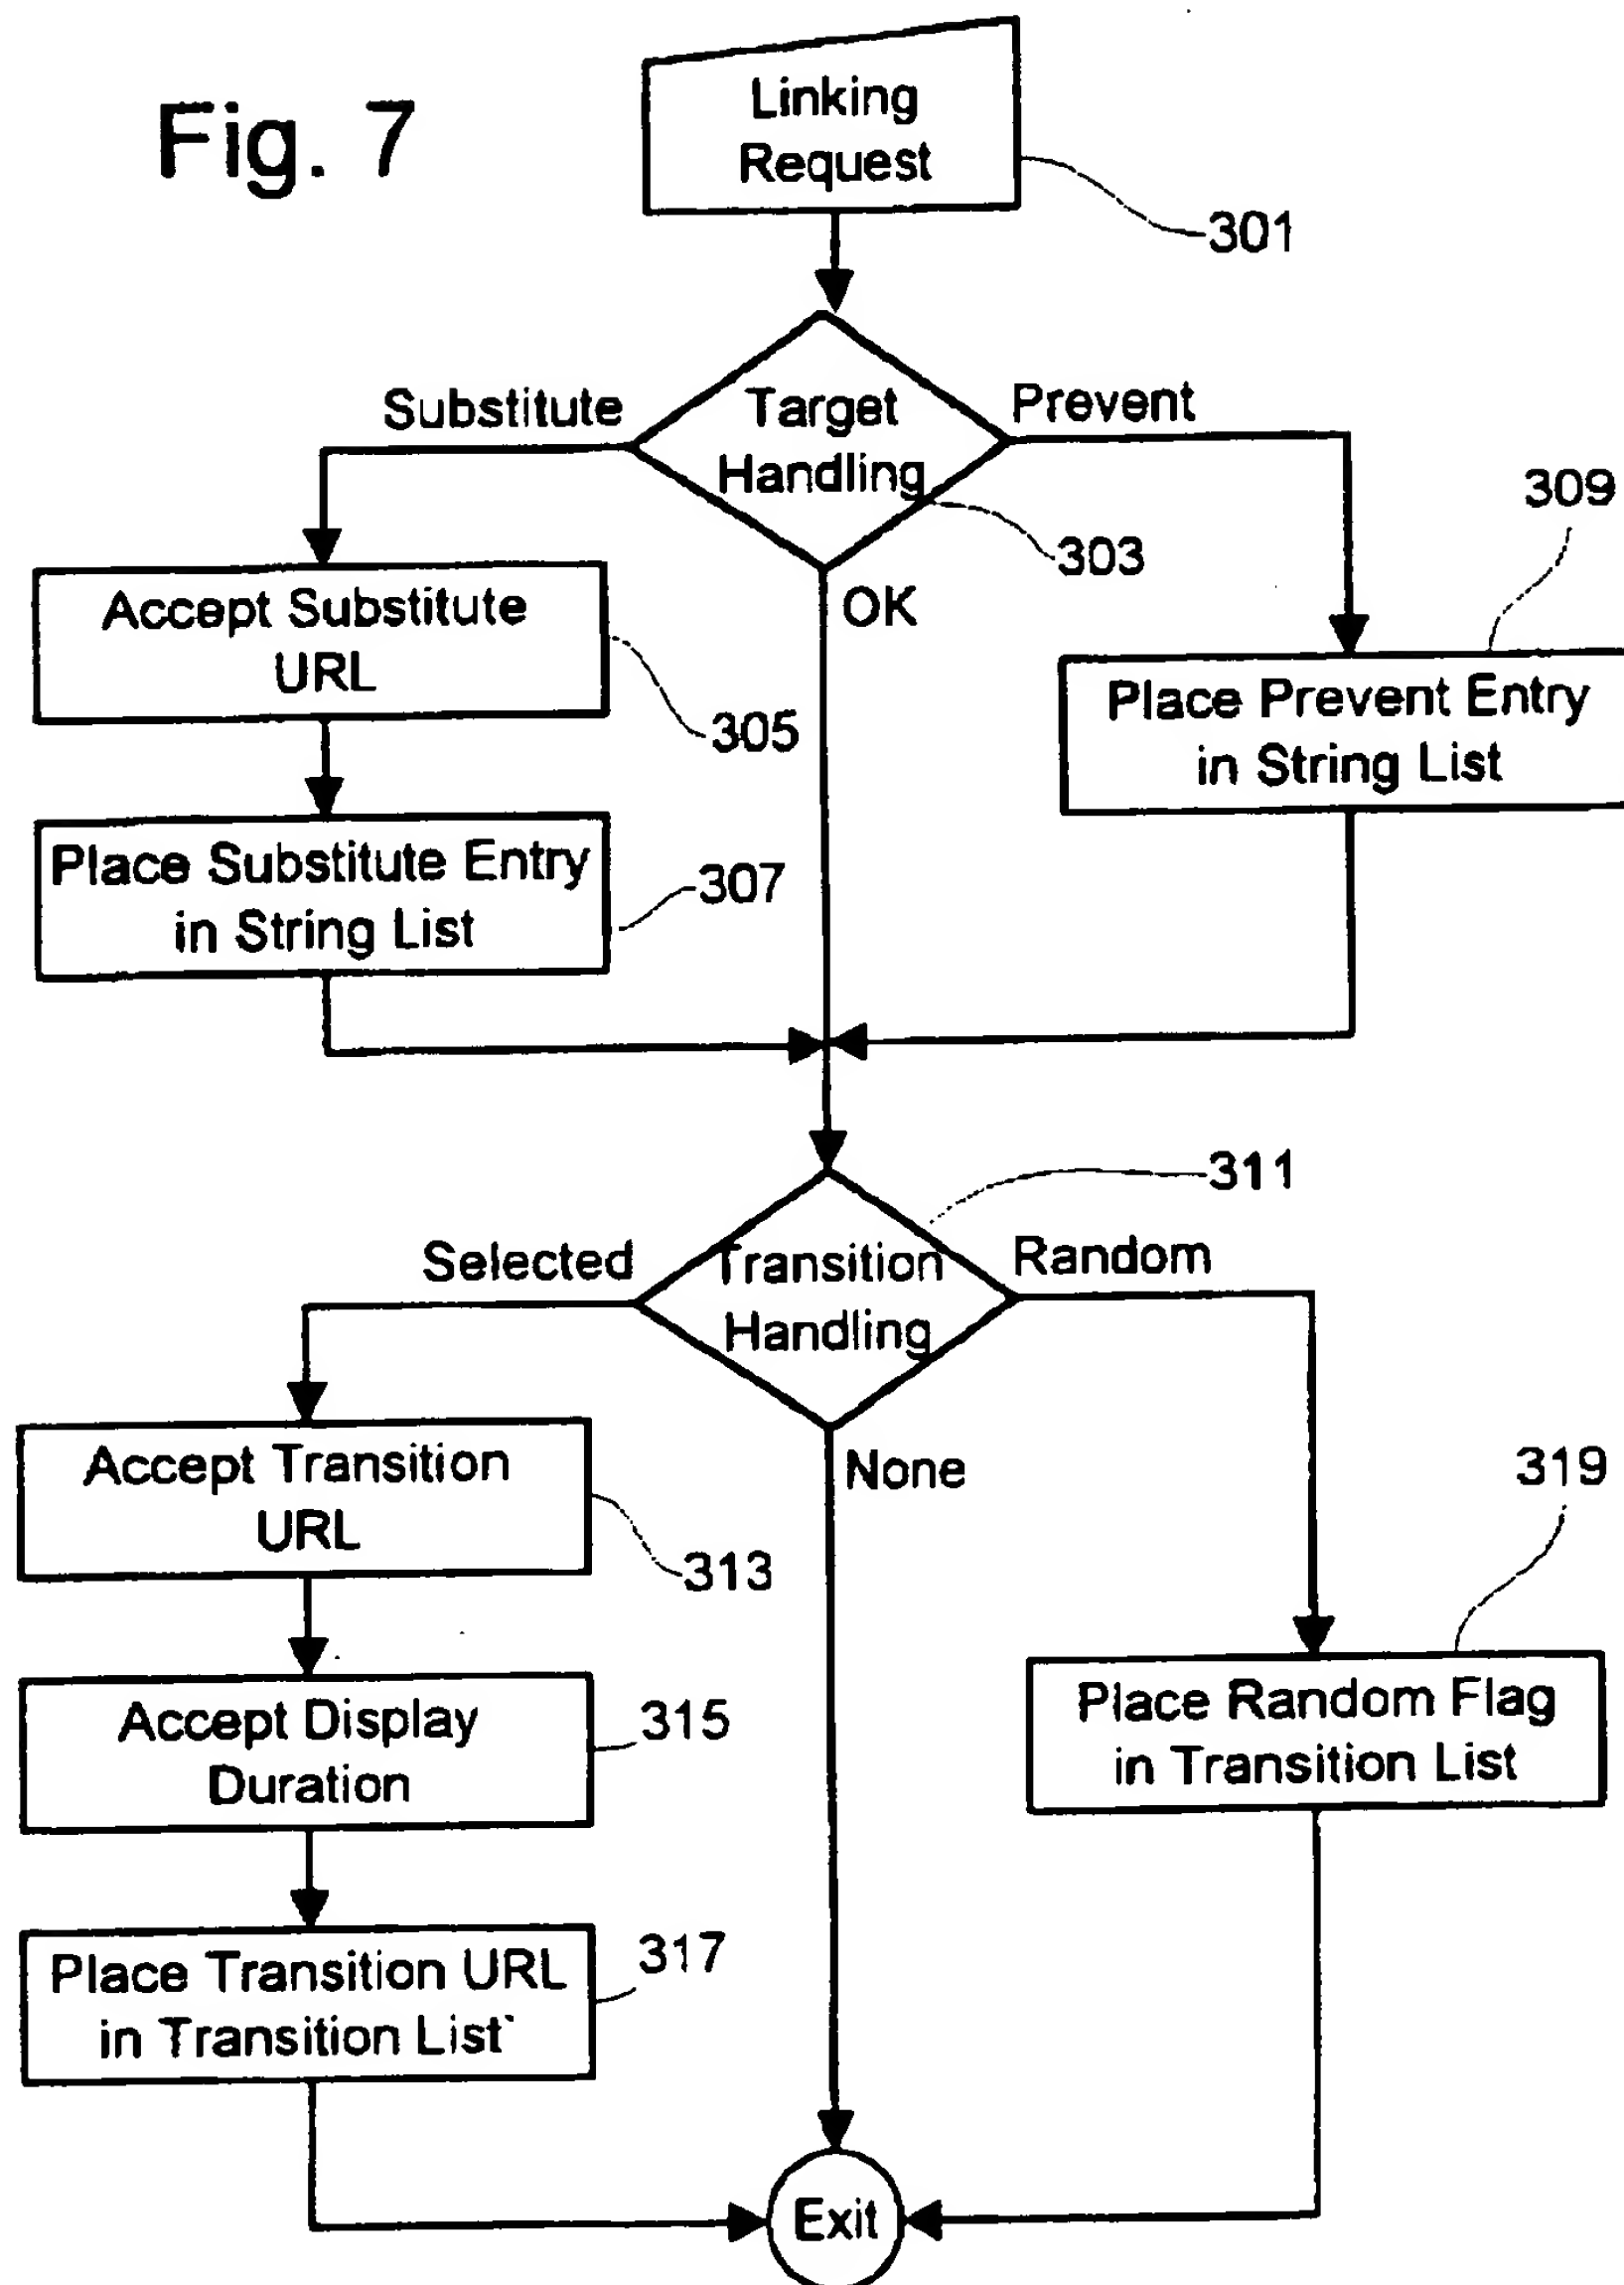 Fig. 7
Linking
Request
301
Substitute
Target
Handling
Prevent
303
309
OK
Accept Substitute
URL
305
Place Prevent Entry
in String List
Place Substitute Entry
in String List
307
311
Selected
Transition
Handling
Random
None
Accept Transition
URL
313
319
Accept Display
Duration
315
Place Random Flag
in Transition List
Place Transition URL
in Transition List
317
Exit